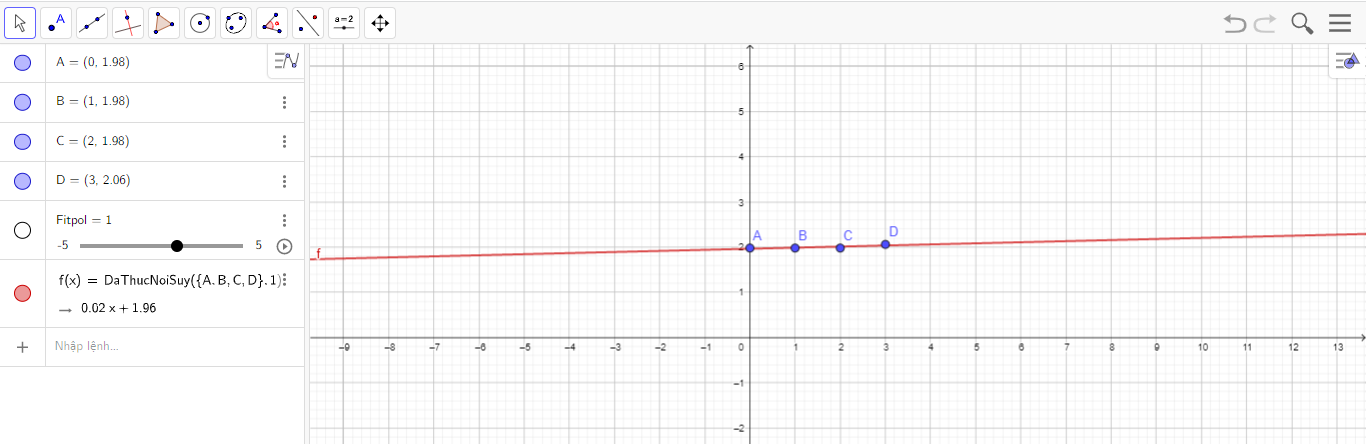 a=2
A = (0, 1.98)
B = (1, 1.98)
C = (2, 1.98)
D = (3, 2.06)
Fitpol = 1
-5 5
f(x) = DaThucNoiSuy({A, B, C, D}, 1)
→ 0.02 x + 1.96
Nhập lệnh...
6
5
4
3
2
1
A B C D
f
-9 -8 -7 -6 -5 -4 -3 -2 -1 0 1 2 3 4 5 6 7 8 9 10 11 12 13
-1
-2